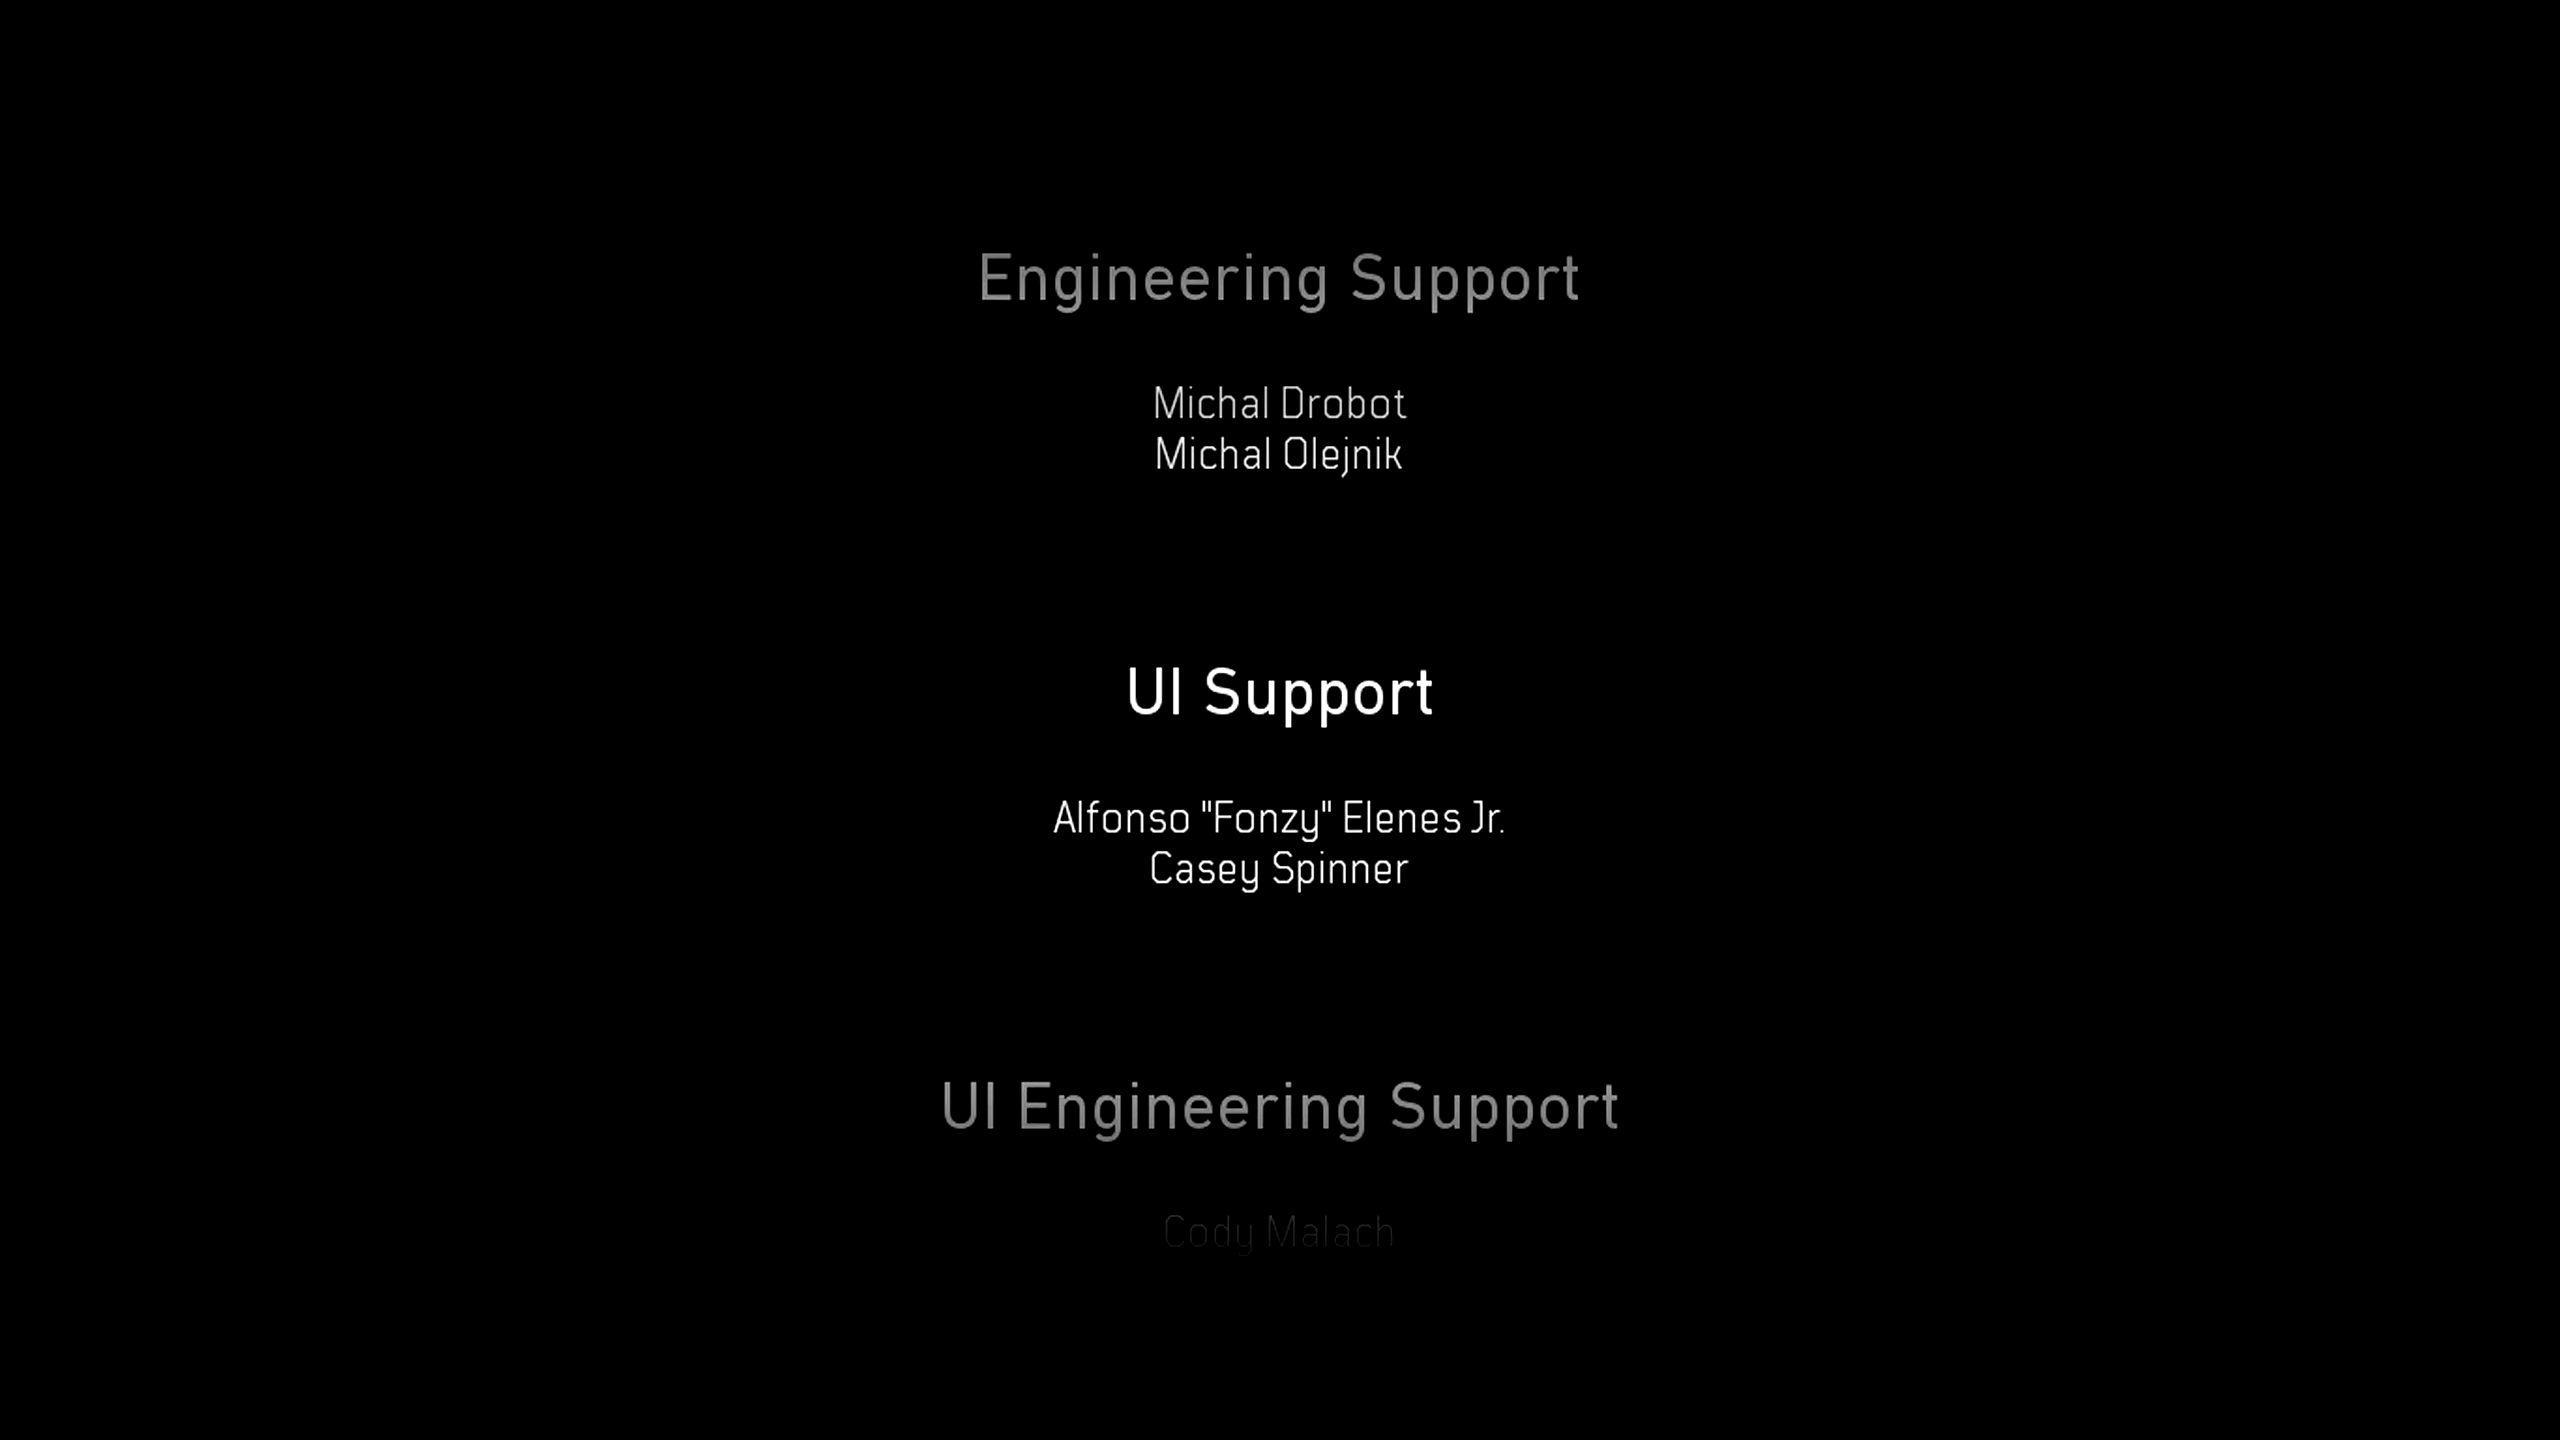 Engineering Support
Michal Drobot
Michal Olejnik
UI Support
Alfonso "Fonzy" Elenes Jr.
Casey Spinner
UI Engineering Support
Cody Malach